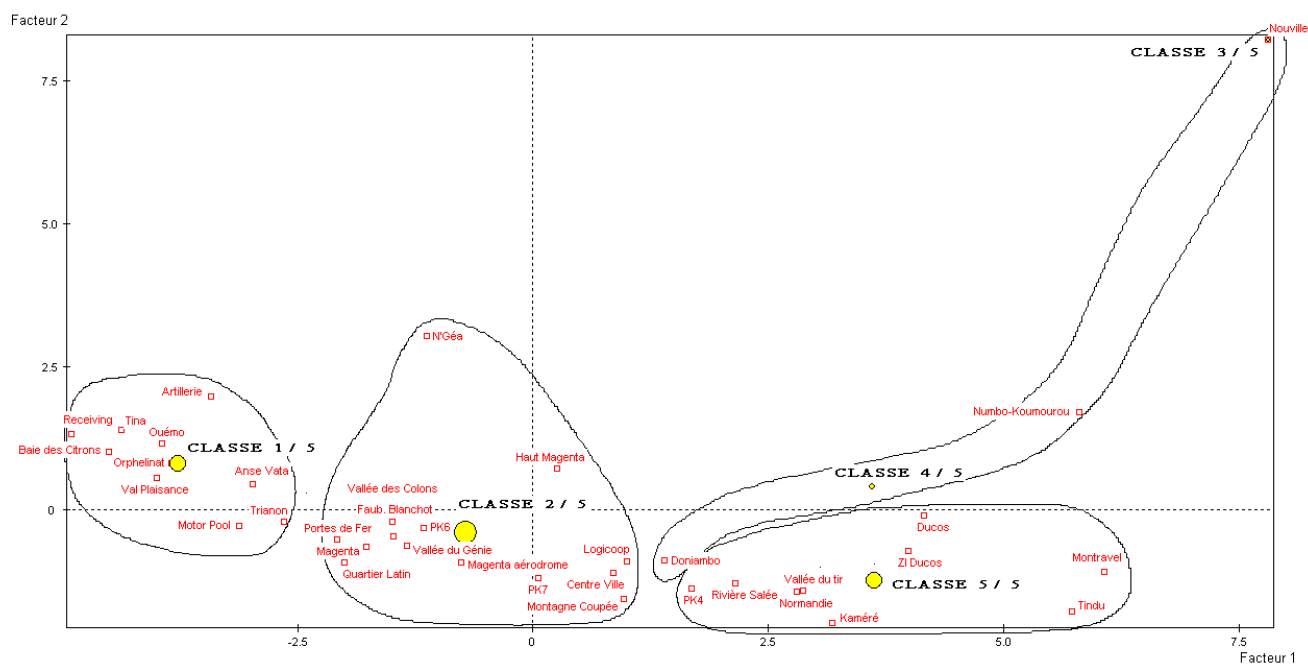 Facteur 2
Nouville
CLASSE 3 / 5
7.5
5.0
N'Géa
2.5
Artillerie
Numbo-Koumourou
Receiving
Tina
Ouémo
Baie des Citrons
CLASSE 1 / 5
Haut Magenta
Orphelinat
Anse Vata
CLASSE 4 / 5
Val Plaisance
Vallée des Colons
CLASSE 2 / 5
Trianon
Faub. Blanchot
0
Motor Pool
Portes de Fer
PK6
Ducos
Magenta
Vallée du Génie
Logicoop
Doniambo
ZI Ducos
Montravel
Quartier Latin
Magenta aérodrome
Centre Ville
Vallée du tir
CLASSE 5 / 5
PK7
PK4
Rivière Salée
Normandie
Montagne Coupée
Kaméré
Tindu
-2.5
0
2.5
5.0
7.5
Facteur 1